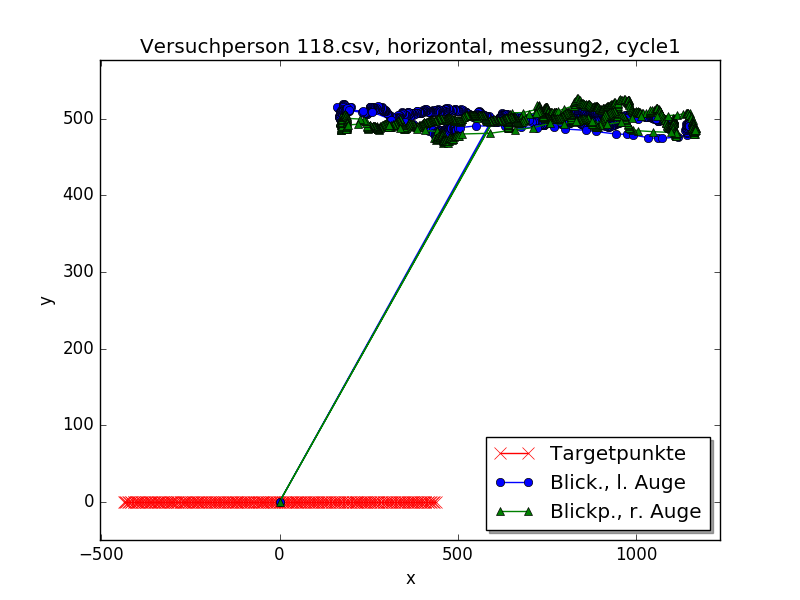 Versuchperson 118.csv, horizontal, messung2, cycle1
500
400
300
200
100
0
y
−500
0
500
1000
x
Targetpunkte
Blick., l. Auge
Blickp., r. Auge